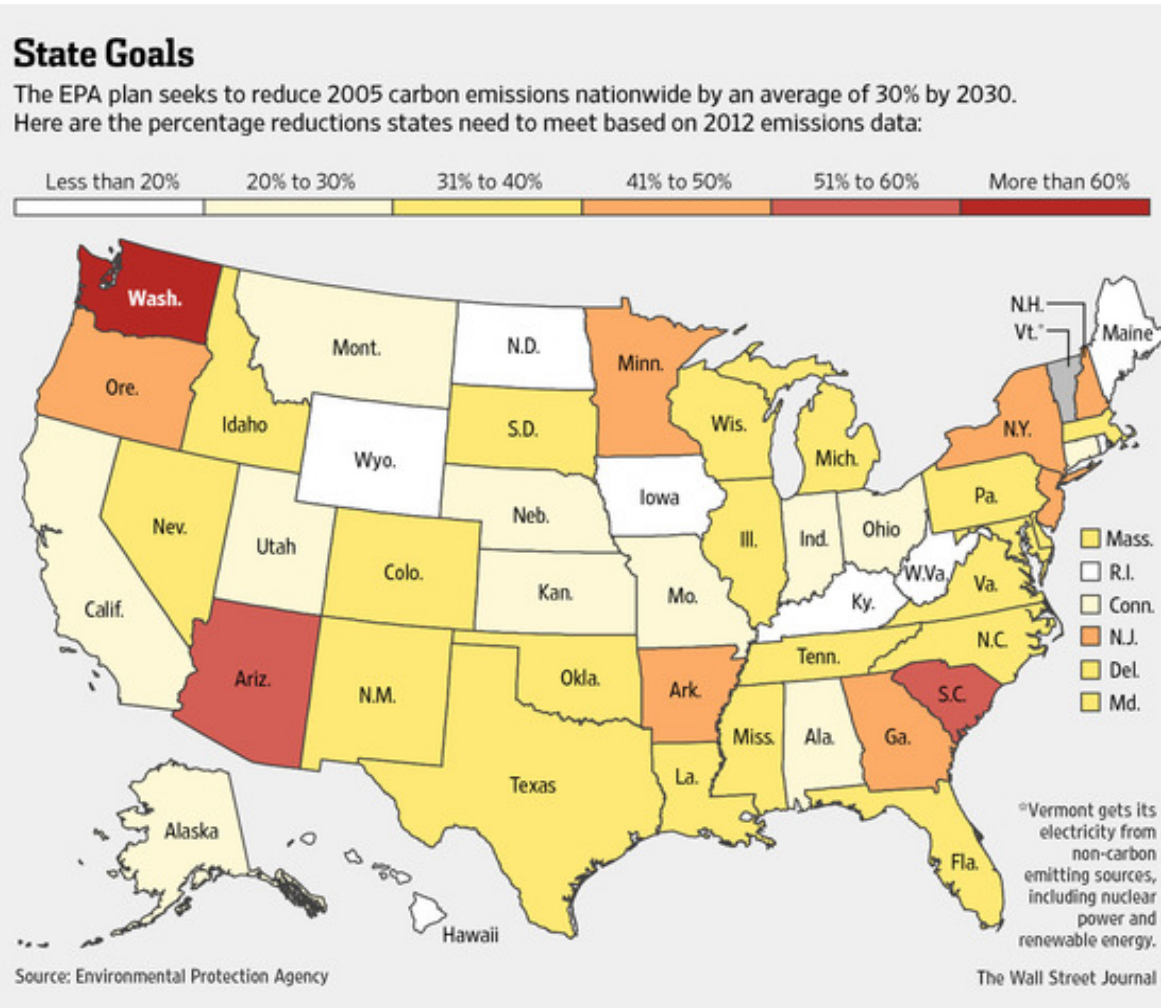 State Goals
The EPA plan seeks to reduce 2005 carbon emissions nationwide by an average of 30% by 2030.
Here are the percentage reductions states need to meet based on 2012 emissions data:
Less than 20% 20% to 30% 31% to 40% 41% to 50% 51% to 60% More than 60%
Wash.
N.H.
Vt.*
Maine
Mont.
N.D.
Minn.
Ore.
Idaho
S.D.
Wis.
N.Y.
Wyo.
Mich.
Iowa
Pa.
Nev.
Neb.
Utah
Ill.
Ind.
Ohio
Mass.
Colo.
R.I.
W.Va.
Va.
Calif.
Kan.
Mo.
Ky.
Conn.
N.J.
N.C.
Tenn.
Del.
Ariz.
N.M.
Okla.
Ark.
S.C.
Md.
Miss.
Ala.
Ga.
Texas
La.
Alaska
Fla.
Hawaii
*Vermont gets its
electricity from
non-carbon
emitting sources,
including nuclear
power and
renewable energy.
Source: Environmental Protection Agency
The Wall Street Journal